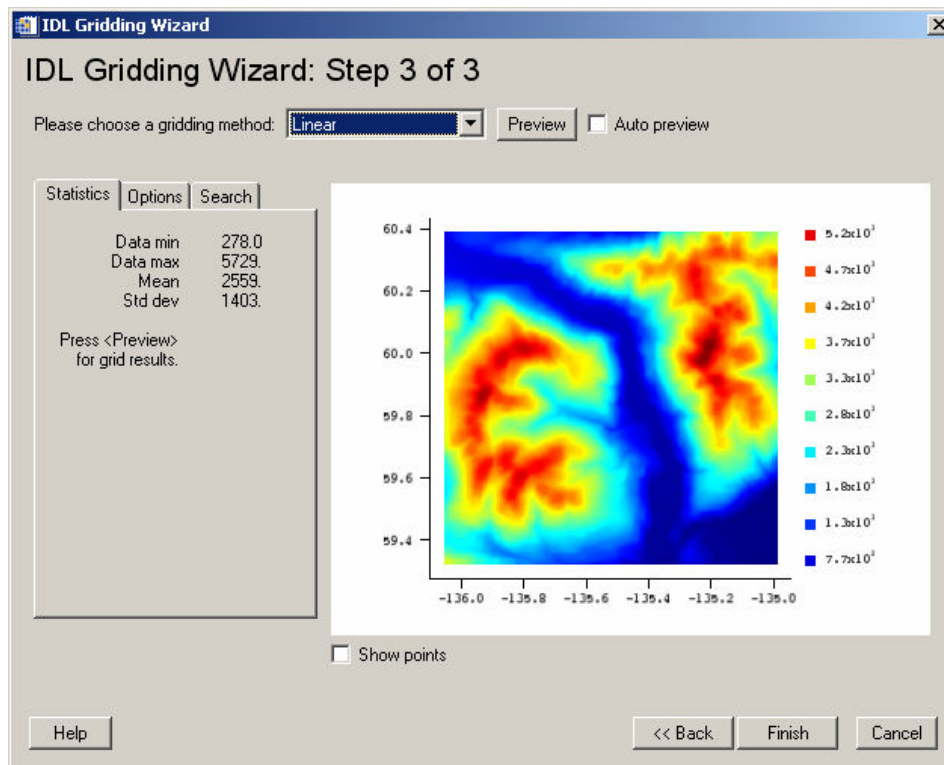 IDL Gridding Wizard
IDL Gridding Wizard: Step 3 of 3
Please choose a gridding method: Linear Preview Auto preview
Statistics Options Search
Data min 278.0
Data max 5729.
Mean 2559.
Std dev 1403.
Press <Preview>
for grid results.
60.4
60.2
60.0
59.8
59.6
59.4
-136.0 -135.8 -135.6 -135.4 -135.2 -135.0
5.2x10³
4.7x10³
4.2x10³
3.7x10³
3.3x10³
2.8x10³
2.3x10³
1.8x10³
1.3x10³
7.7x10³
Show points
Help << Back Finish Cancel